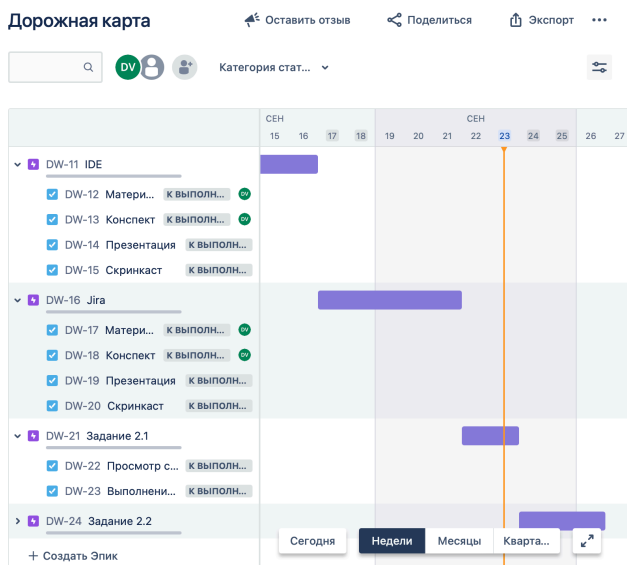 Дорожная карта
Оставить отзыв Поделиться Экспорт
DV Категория стат...
СЕН СЕН
15 16 17 18 19 20 21 22 23 24 25 26 27
DW-11 IDE
DW-12 Матери... К ВЫПОЛН... DV
DW-13 Конспект К ВЫПОЛН... DV
DW-14 Презентация К ВЫПОЛН...
DW-15 Скринкаст К ВЫПОЛН...
DW-16 Jira
DW-17 Матери... К ВЫПОЛН... DV
DW-18 Конспект К ВЫПОЛН... DV
DW-19 Презентация К ВЫПОЛН...
DW-20 Скринкаст К ВЫПОЛН...
DW-21 Задание 2.1
DW-22 Просмотр с... К ВЫПОЛН...
DW-23 Выполнени... К ВЫПОЛН...
DW-24 Задание 2.2
Сегодня Недели Месяцы Кварта...
+ Создать Эпик